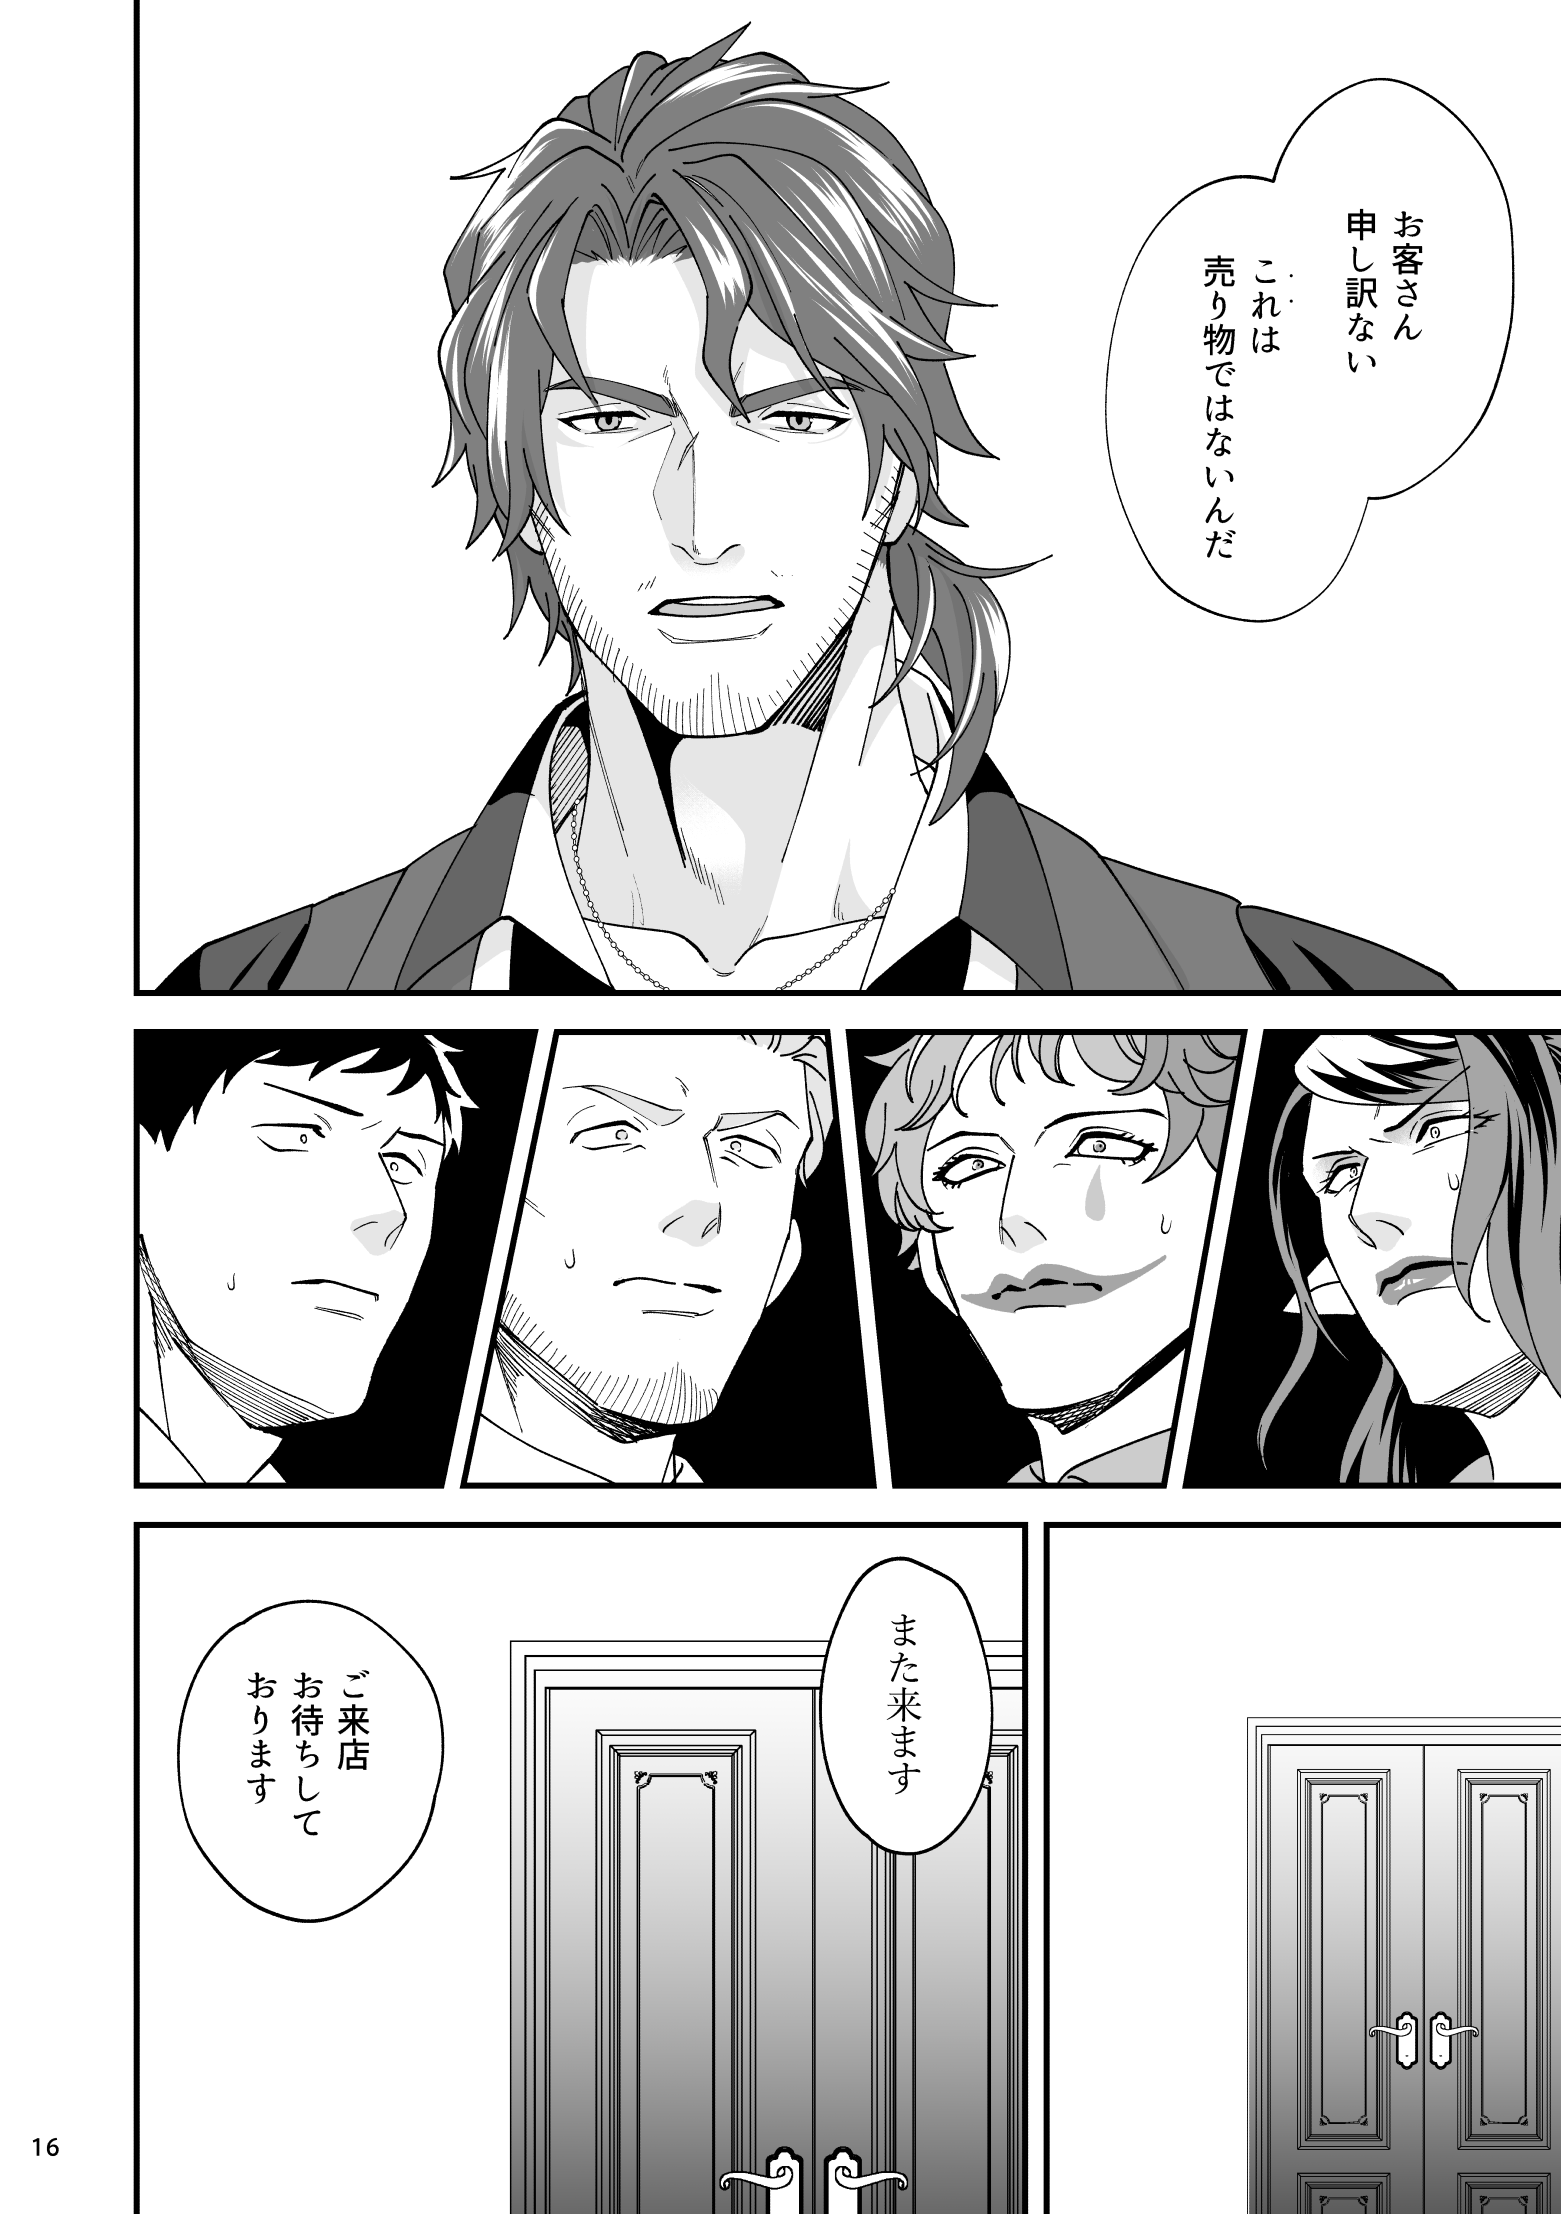 お客さん
申し訳ない
これは
売り物ではないんだ
また来ます
ご来店
お待ちして
おります
16